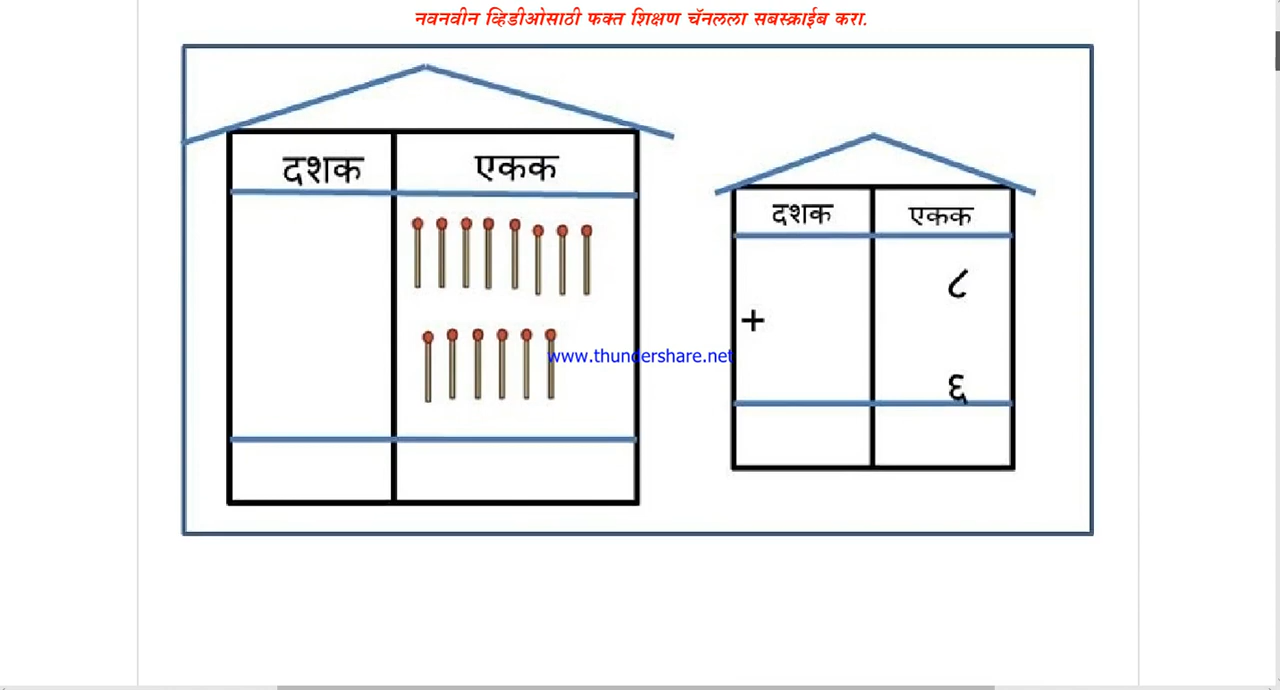 नवनवीन व्हिडीओसाठी फक्त शिक्षण चॅनलला सबस्क्राईब करा.
दशक एकक
दशक एकक
८
+
www.thundershare.net
६